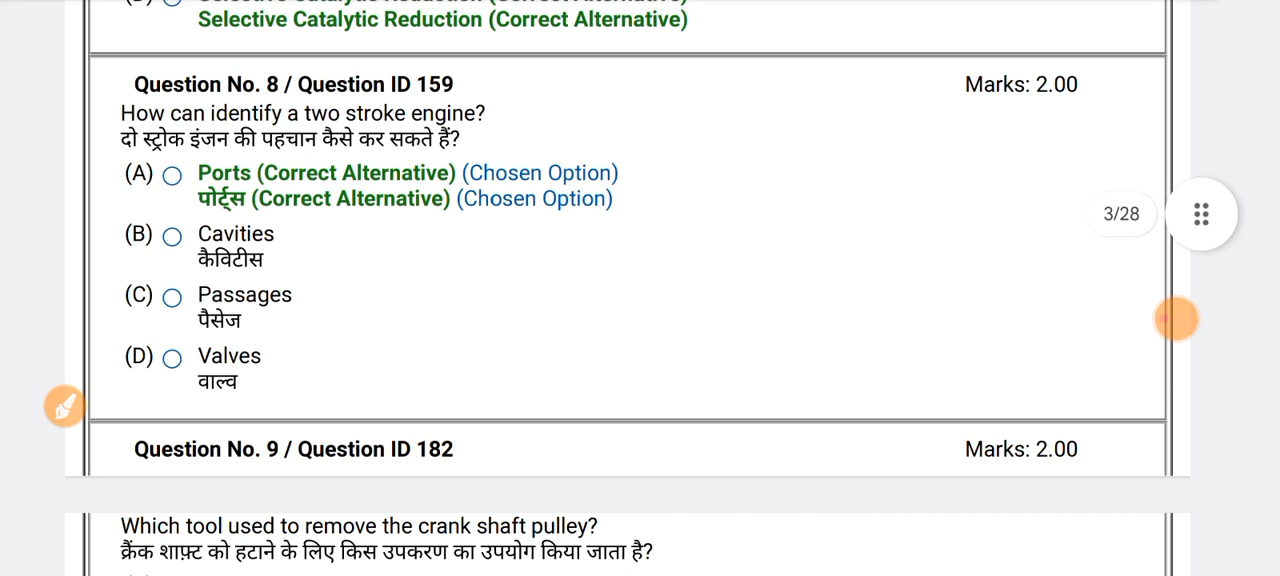 Selective Catalytic Reduction (Correct Alternative)
Question No. 8 / Question ID 159 Marks: 2.00
How can identify a two stroke engine?
दो स्ट्रोक इंजन की पहचान कैसे कर सकते हैं?
(A) Ports (Correct Alternative) (Chosen Option)
पोर्ट्स (Correct Alternative) (Chosen Option)
3/28
(B) Cavities
कैविटीस
(C) Passages
पैसेज
(D) Valves
वाल्व
Question No. 9 / Question ID 182 Marks: 2.00
Which tool used to remove the crank shaft pulley?
क्रैंक शाफ़्ट को हटाने के लिए किस उपकरण का उपयोग किया जाता है?